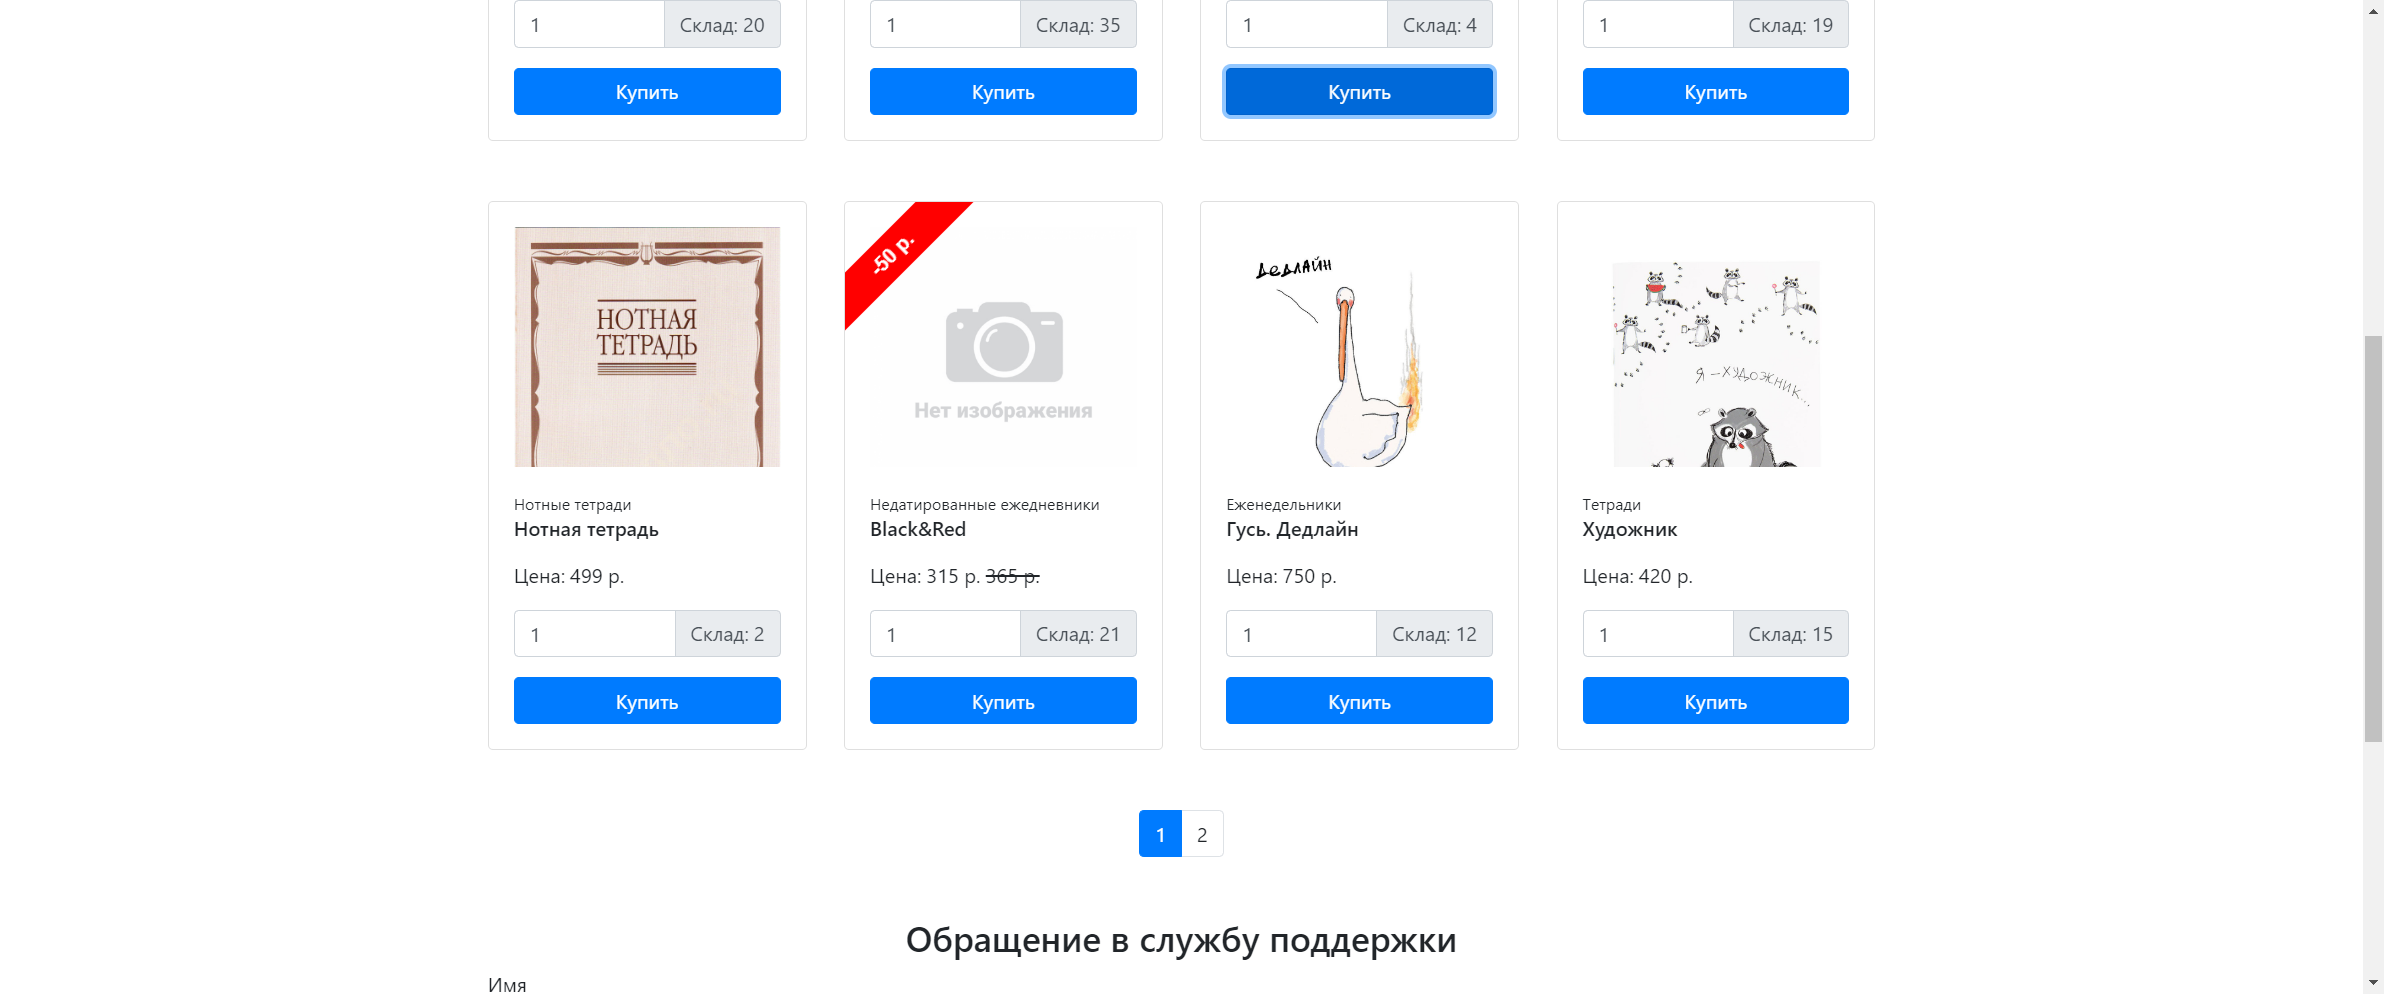 1 Склад: 20
1 Склад: 35
1 Склад: 4
1 Склад: 19
Купить
Купить
Купить
Купить
НОТНАЯ
ТЕТРАДЬ
Нотные тетради
Нотная тетрадь
Цена: 499 р.
1 Склад: 2
Купить
-50 р.
Нет изображения
Недатированные ежедневники
Black&Red
Цена: 315 р. 365 р.
1 Склад: 21
Купить
дедлайн
Еженедельники
Гусь. Дедлайн
Цена: 750 р.
1 Склад: 12
Купить
Я – ХУДОЖНИК...
Тетради
Художник
Цена: 420 р.
1 Склад: 15
Купить
1 2
Обращение в службу поддержки
Имя